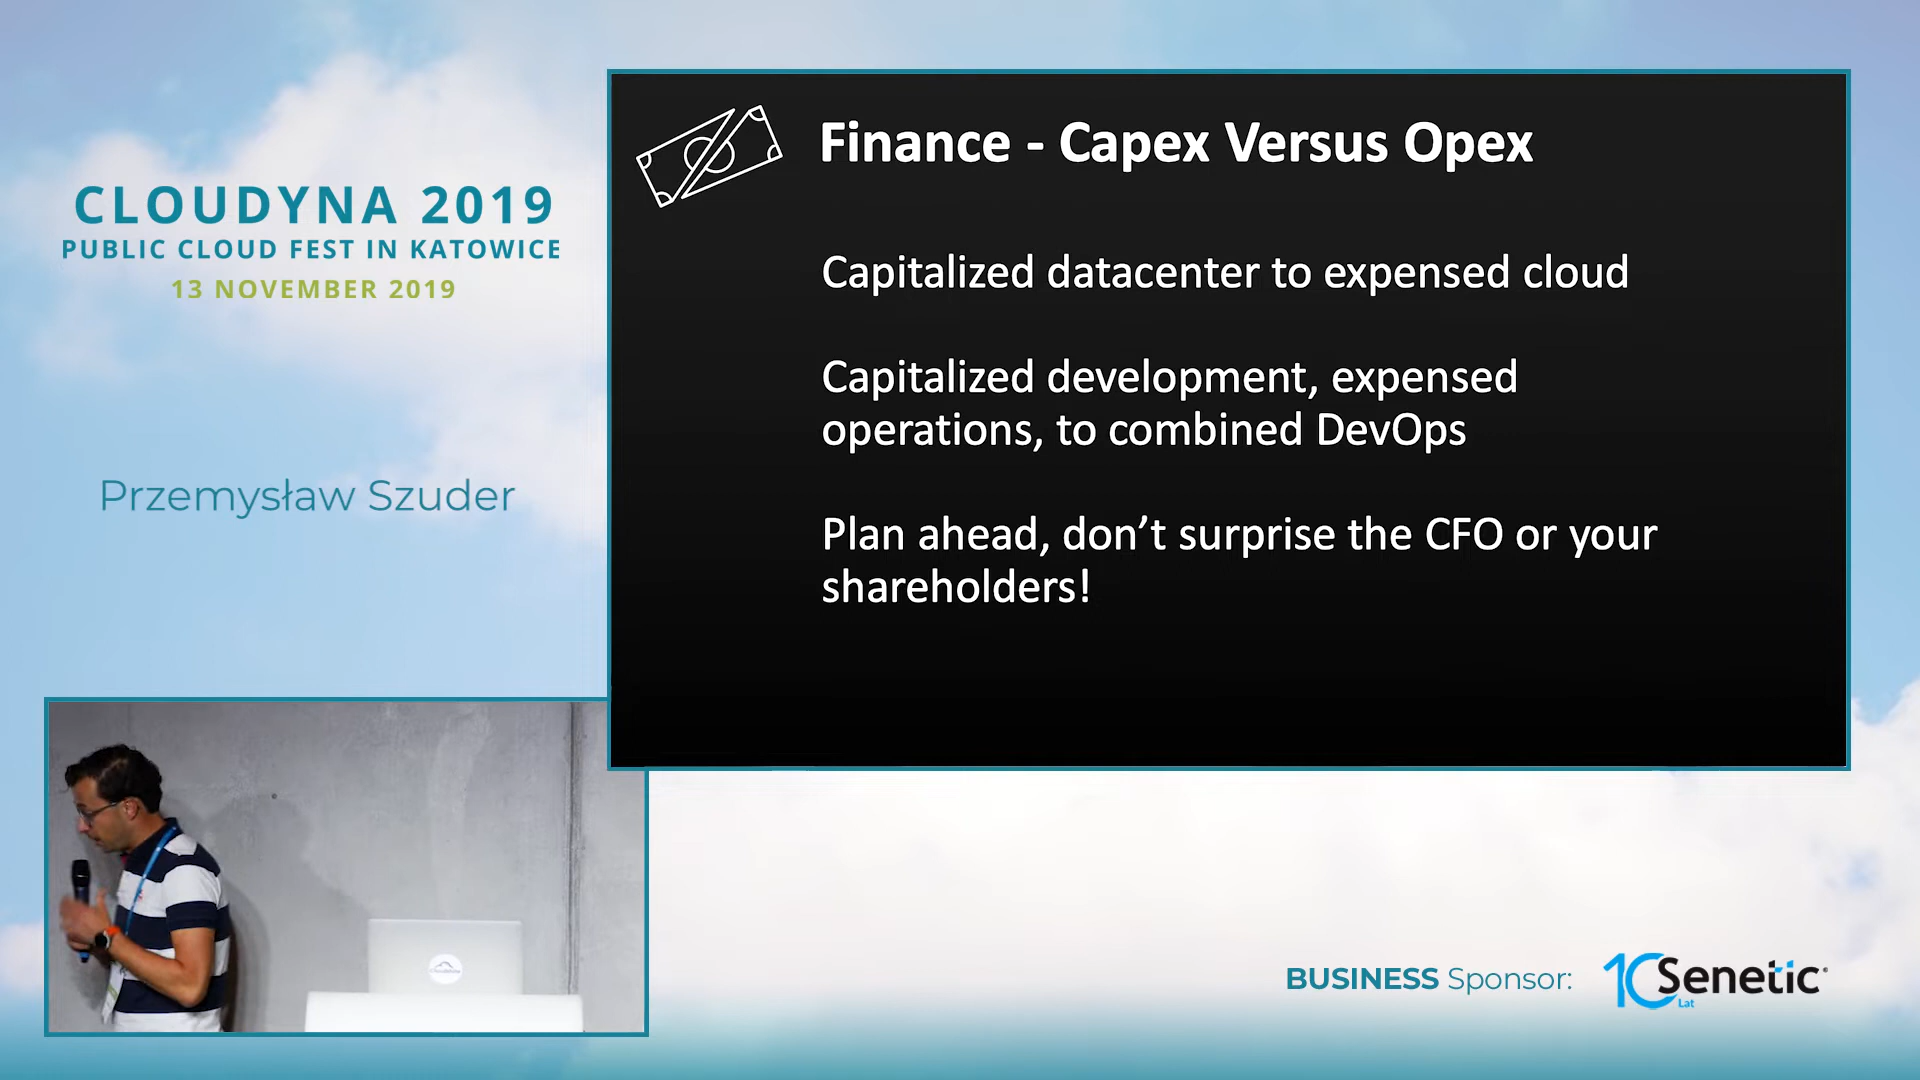 CLOUDYNA 2019
PUBLIC CLOUD FEST IN KATOWICE
13 NOVEMBER 2019
Przemysław Szuder
Finance - Capex Versus Opex
Capitalized datacenter to expensed cloud
Capitalized development, expensed
operations, to combined DevOps
Plan ahead, don’t surprise the CFO or your
shareholders!
BUSINESS Sponsor:
10 Lat Senetic